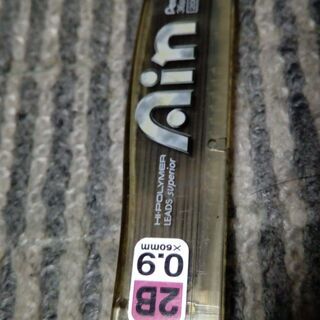 Ain
HI-POLYMER
LEADS superior
2B
0.9
×60mm